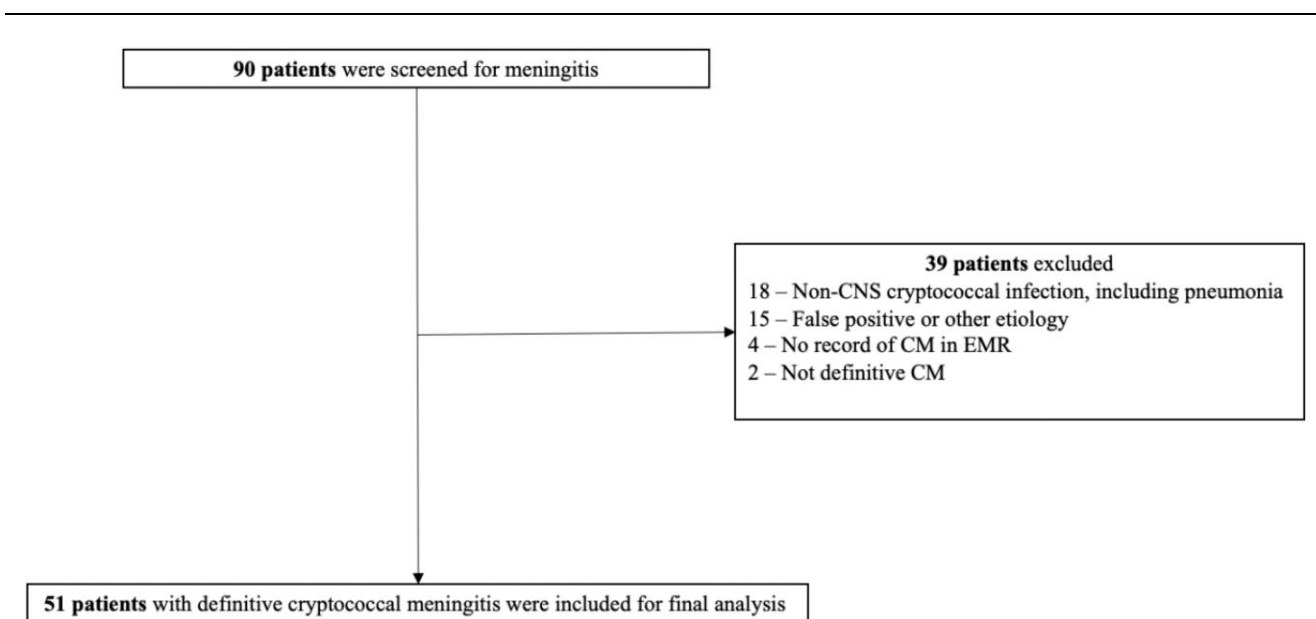 90 patients were screened for meningitis
39 patients excluded
18 – Non-CNS cryptococcal infection, including pneumonia
15 – False positive or other etiology
4 – No record of CM in EMR
2 – Not definitive CM
51 patients with definitive cryptococcal meningitis were included for final analysis